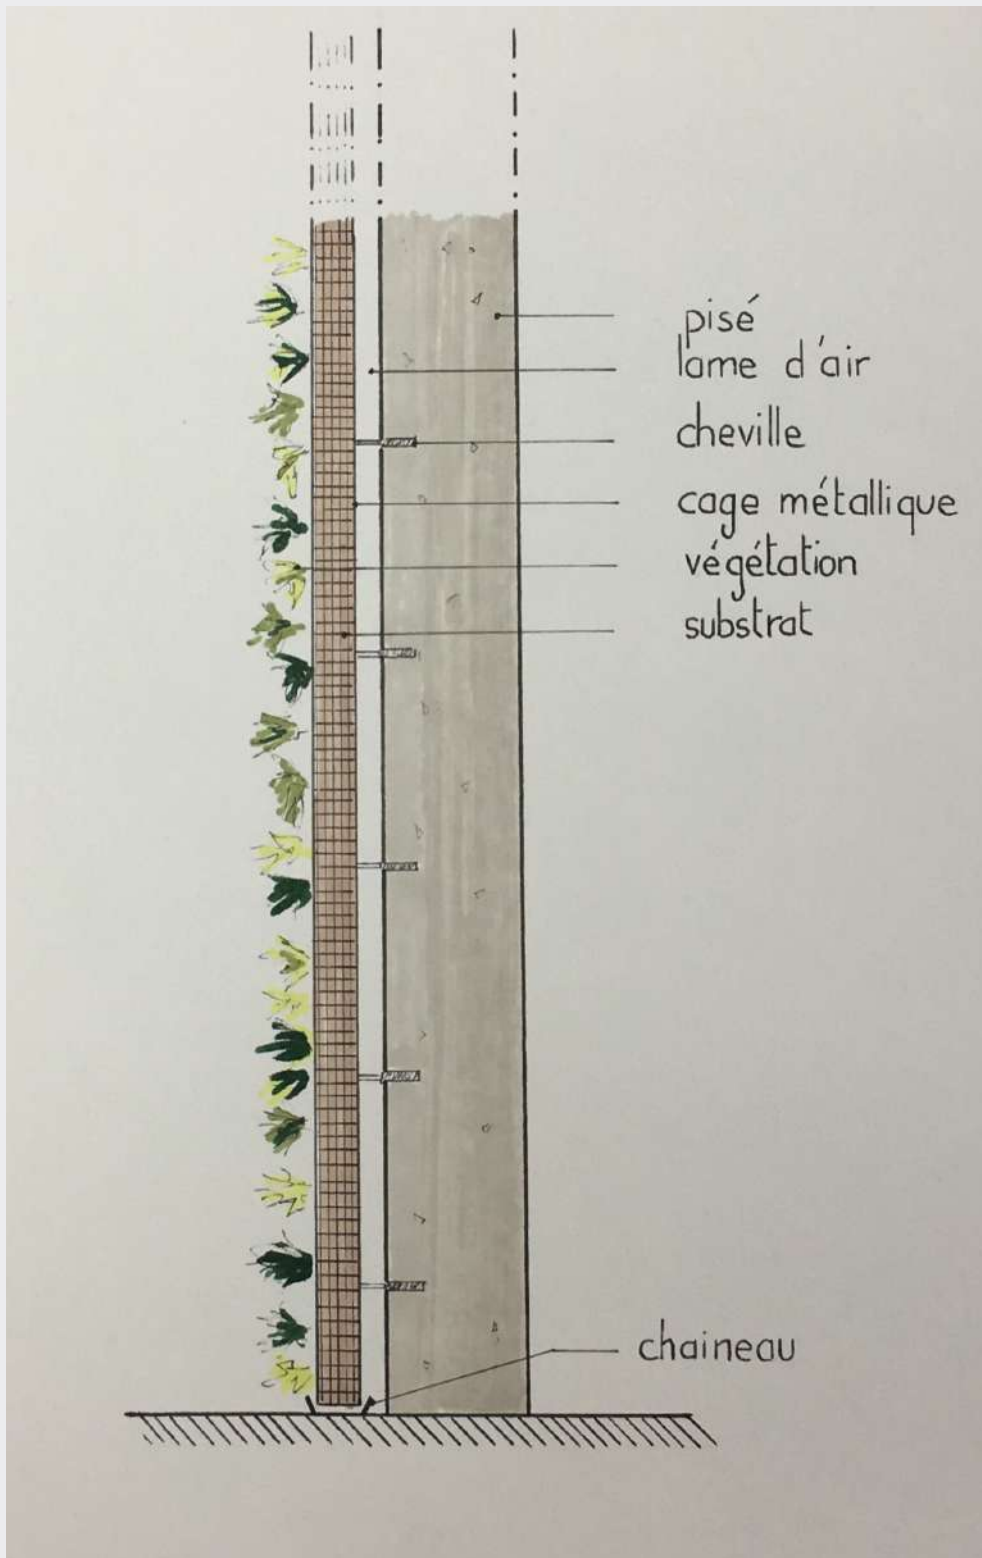 pisé
lame d'air
cheville
cage métallique
végétation
substrat
chaineau